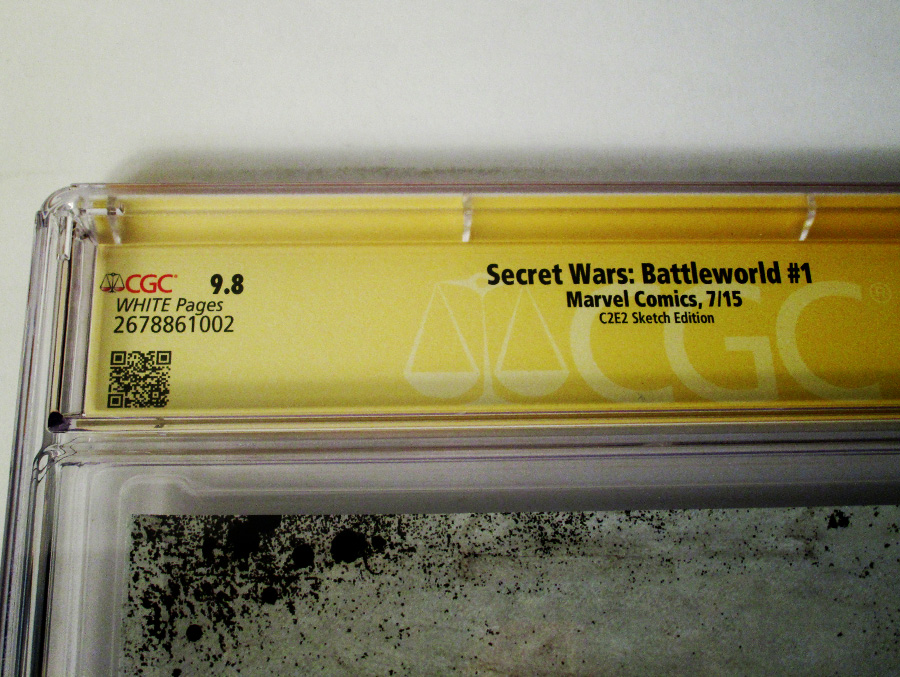 CGC® 9.8
WHITE Pages
2678861002
Secret Wars: Battleworld #1
Marvel Comics, 7/15
C2E2 Sketch Edition
CGC®